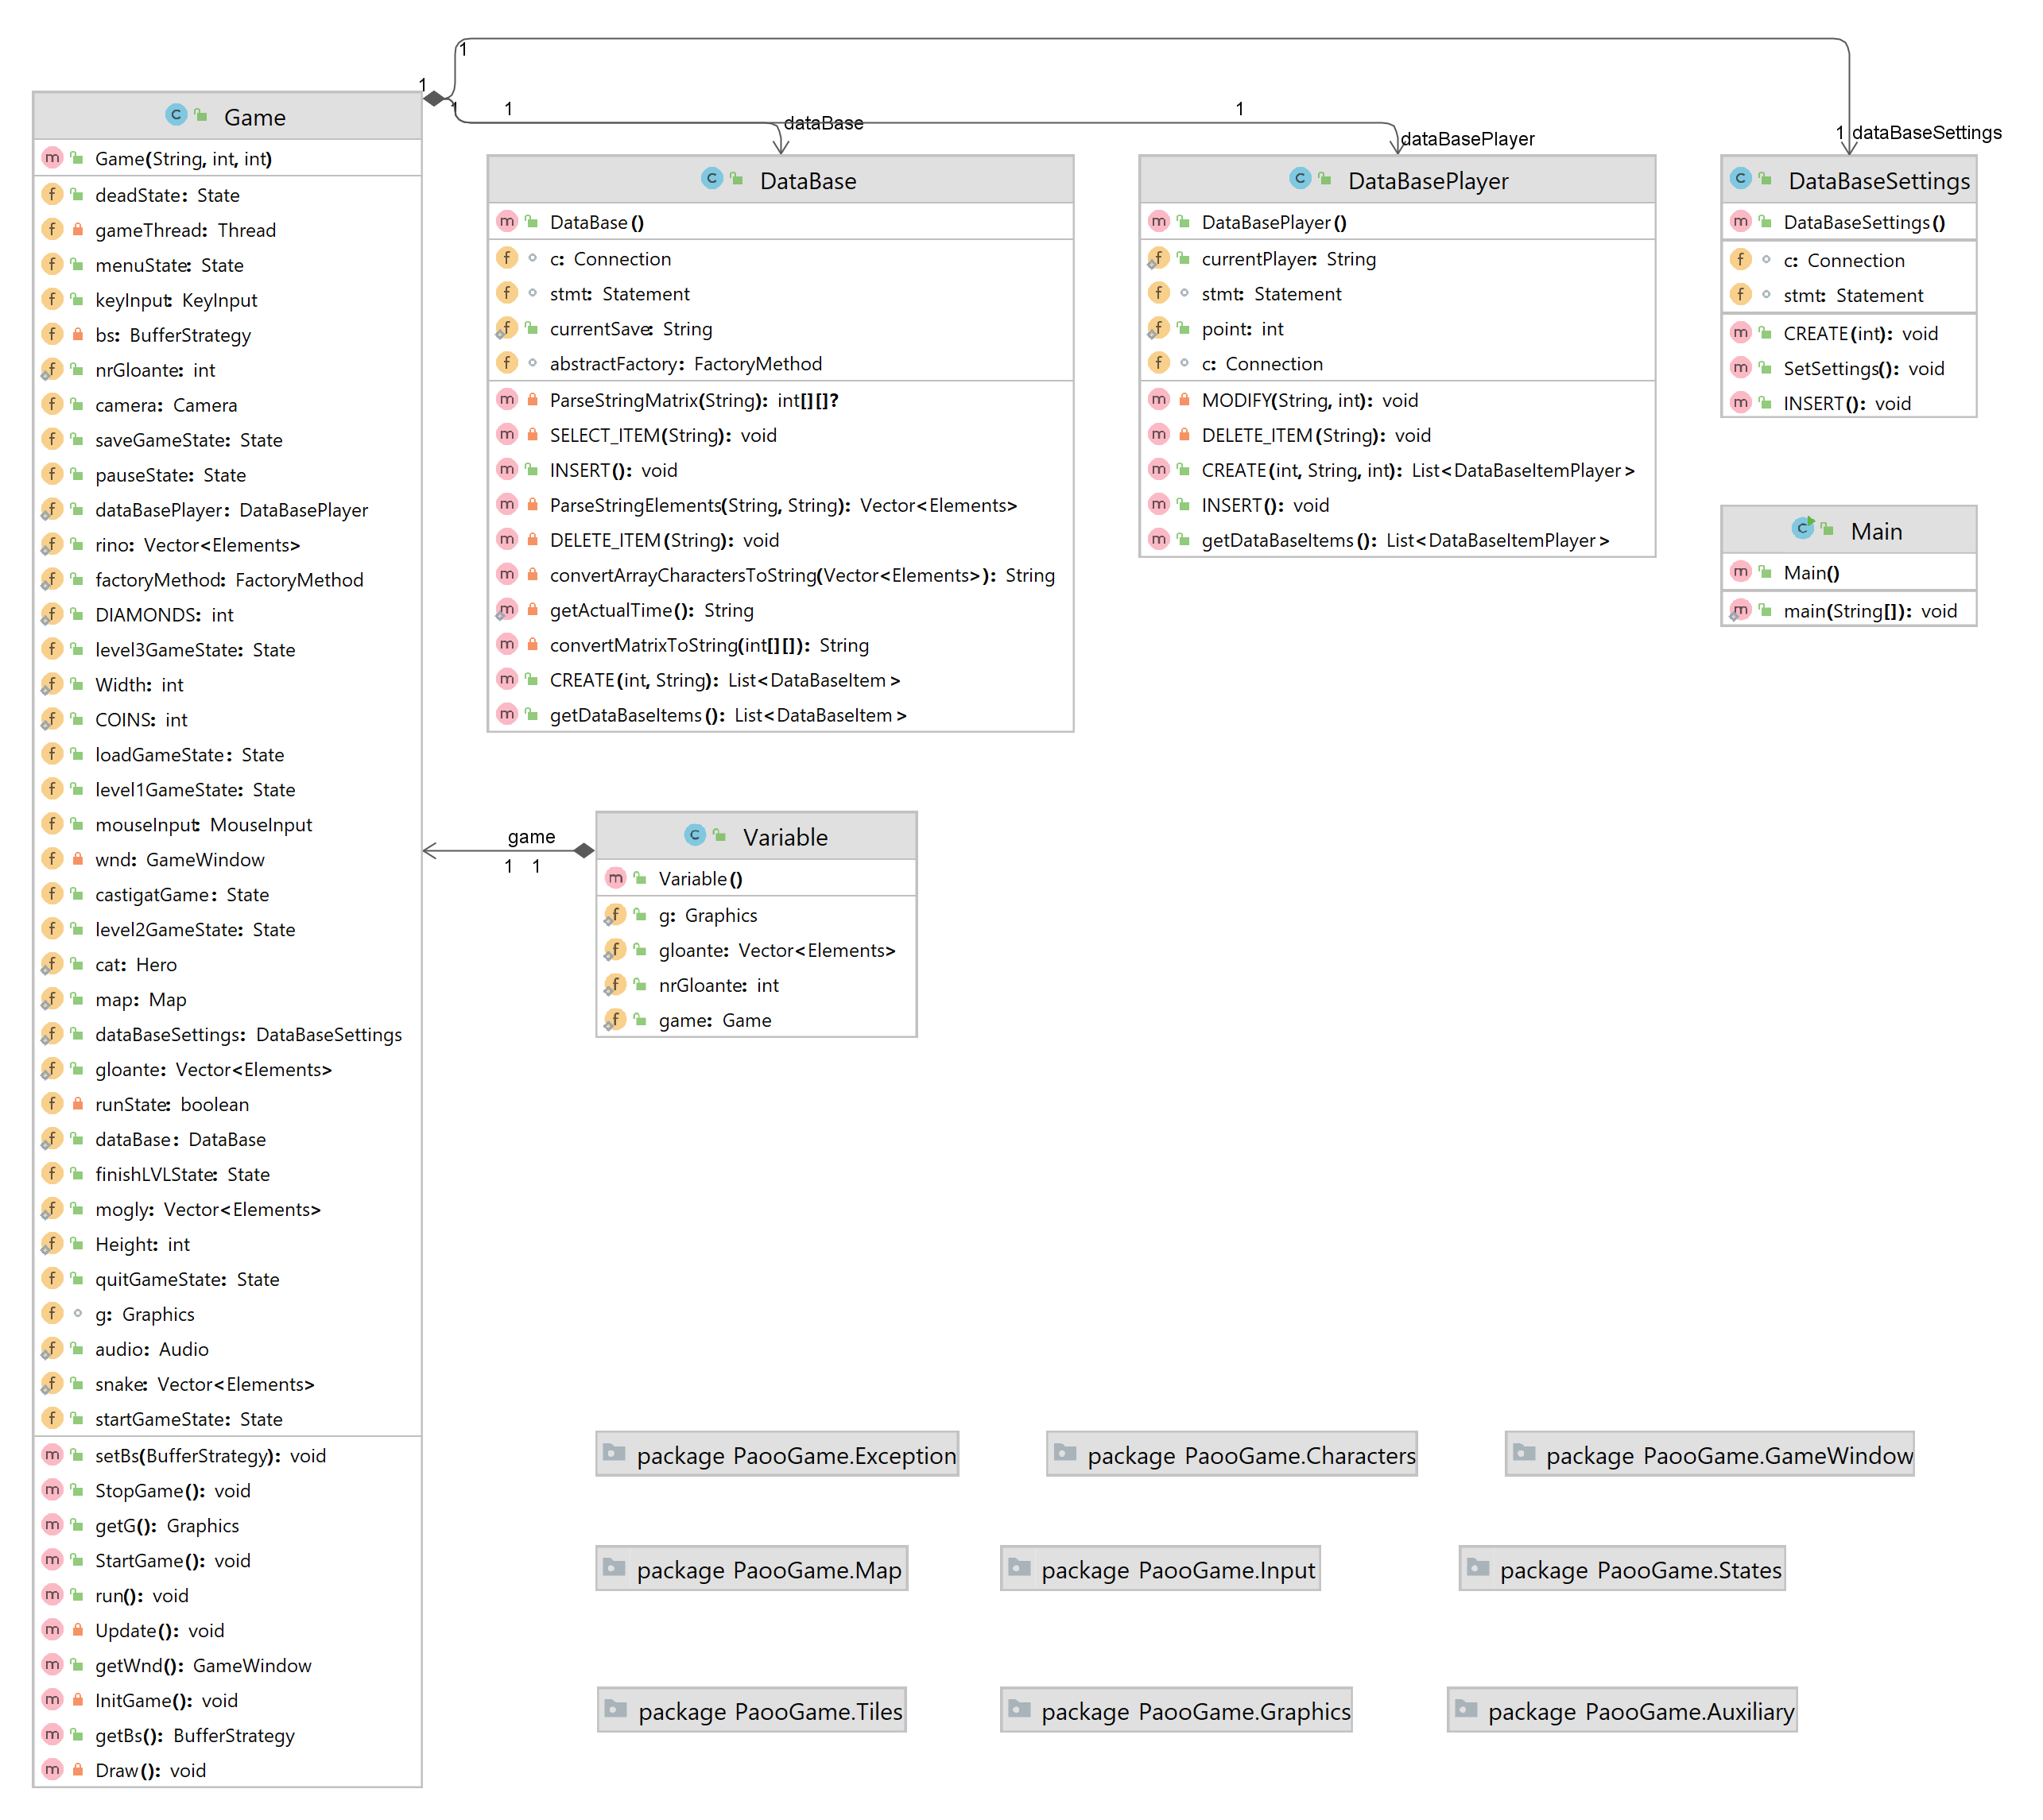 1
1
1
1
1
dataBase
dataBasePlayer
1
dataBaseSettings
Game
Game(String, int, int)
deadState: State
gameThread: Thread
menuState: State
keyInput: KeyInput
bs: BufferStrategy
nrGloante: int
camera: Camera
saveGameState: State
pauseState: State
dataBasePlayer: DataBasePlayer
rino: Vector<Elements>
factoryMethod: FactoryMethod
DIAMONDS: int
level3GameState: State
Width: int
COINS: int
loadGameState: State
level1GameState: State
mouseInput: MouseInput
wnd: GameWindow
castigatGame: State
level2GameState: State
cat: Hero
map: Map
dataBaseSettings: DataBaseSettings
gloante: Vector<Elements>
runState: boolean
dataBase: DataBase
finishLVLState: State
mogly: Vector<Elements>
Height: int
quitGameState: State
g: Graphics
audio: Audio
snake: Vector<Elements>
startGameState: State
setBs(BufferStrategy): void
StopGame(): void
getG(): Graphics
StartGame(): void
run(): void
Update(): void
getWnd(): GameWindow
InitGame(): void
getBs(): BufferStrategy
Draw(): void
DataBase
DataBase()
c: Connection
stmt: Statement
currentSave: String
abstractFactory: FactoryMethod
ParseStringMatrix(String): int[][]?
SELECT_ITEM(String): void
INSERT(): void
ParseStringElements(String, String): Vector<Elements>
DELETE_ITEM(String): void
convertArrayCharactersToString(Vector<Elements>): String
getActualTime(): String
convertMatrixToString(int[][]): String
CREATE(int, String): List<DataBaseItem>
getDataBaseItems(): List<DataBaseItem>
DataBasePlayer
DataBasePlayer()
currentPlayer: String
stmt: Statement
point: int
c: Connection
MODIFY(String, int): void
DELETE_ITEM(String): void
CREATE(int, String, int): List<DataBaseItemPlayer>
INSERT(): void
getDataBaseItems(): List<DataBaseItemPlayer>
DataBaseSettings
DataBaseSettings()
c: Connection
stmt: Statement
CREATE(int): void
SetSettings(): void
INSERT(): void
Main
Main()
main(String[]): void
game
1 1
Variable
Variable()
g: Graphics
gloante: Vector<Elements>
nrGloante: int
game: Game
package PaooGame.Exception
package PaooGame.Characters
package PaooGame.GameWindow
package PaooGame.Map
package PaooGame.Input
package PaooGame.States
package PaooGame.Tiles
package PaooGame.Graphics
package PaooGame.Auxiliary